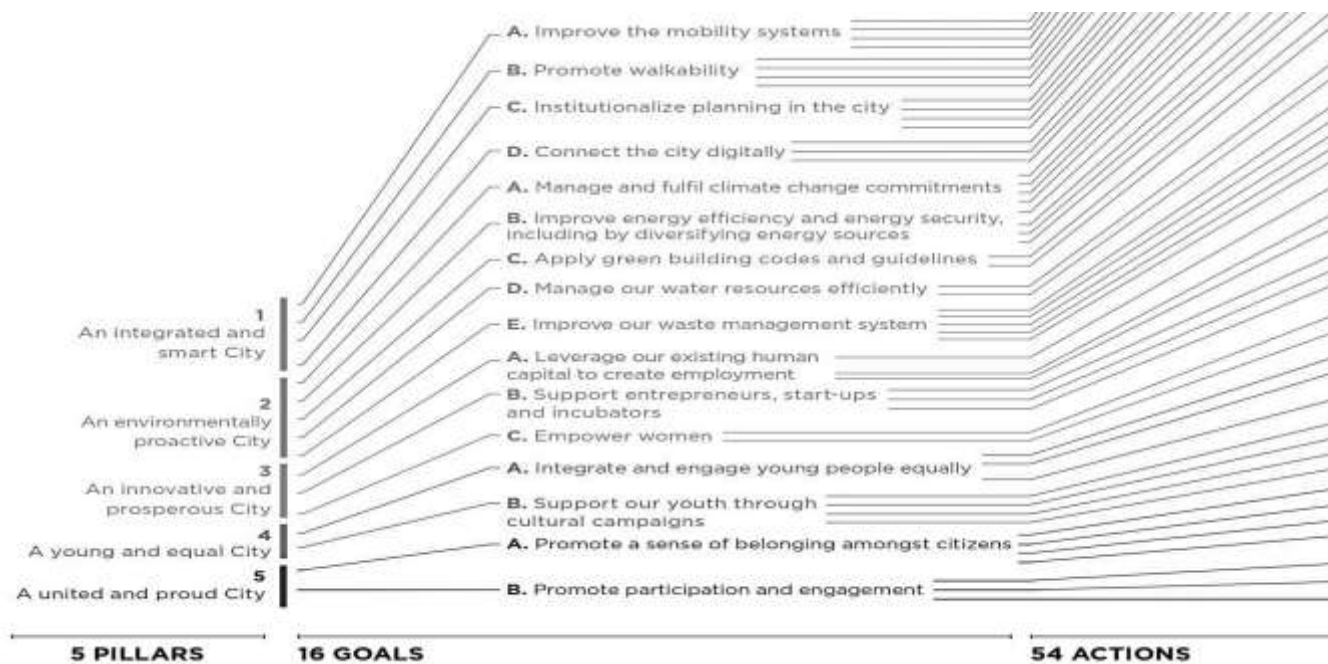 A. Improve the mobility systems
B. Promote walkability
C. Institutionalize planning in the city
D. Connect the city digitally
A. Manage and fulfil climate change commitments
B. Improve energy efficiency and energy security,
including by diversifying energy sources
C. Apply green building codes and guidelines
D. Manage our water resources efficiently
E. Improve our waste management system
A. Leverage our existing human
capital to create employment
B. Support entrepreneurs, start-ups
and incubators
C. Empower women
A. Integrate and engage young people equally
B. Support our youth through
cultural campaigns
A. Promote a sense of belonging amongst citizens
B. Promote participation and engagement
1
An integrated and
smart City
2
An environmentally
proactive City
3
An innovative and
prosperous City
4
A young and equal City
5
A united and proud City
5 PILLARS
16 GOALS
54 ACTIONS